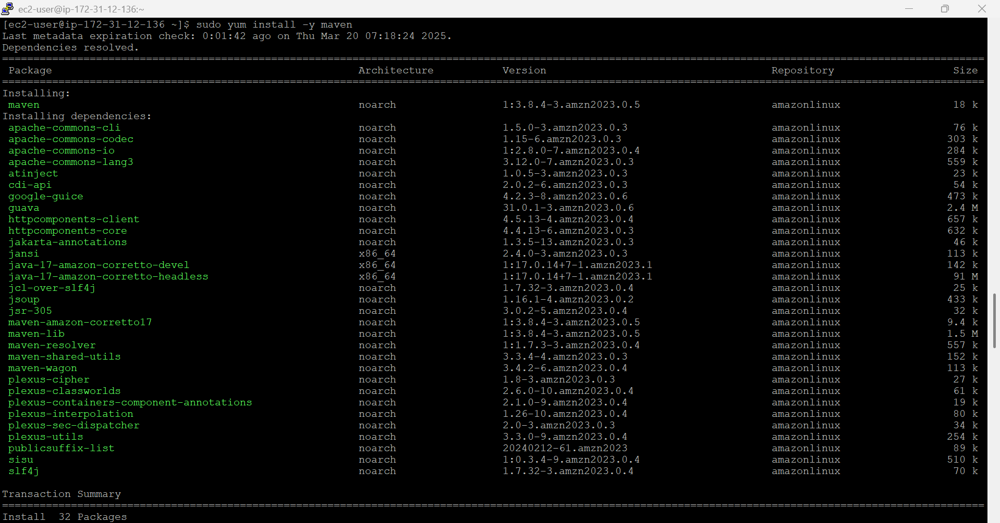 ec2-user@ip-172-31-12-136:~
[ec2-user@ip-172-31-12-136 ~]$ sudo yum install -y maven
Last metadata expiration check: 0:01:42 ago on Thu Mar 20 07:18:24 2025.
Dependencies resolved.
Package Architecture Version Repository Size
Installing:
maven noarch 1:3.8.4-3.amzn2023.0.5 amazonlinux 18 k
Installing dependencies:
apache-commons-cli noarch 1.5.0-3.amzn2023.0.3 amazonlinux 76 k
apache-commons-codec noarch 1.15-6.amzn2023.0.3 amazonlinux 303 k
apache-commons-io noarch 1:2.8.0-7.amzn2023.0.4 amazonlinux 284 k
apache-commons-lang3 noarch 3.12.0-7.amzn2023.0.3 amazonlinux 559 k
atinject noarch 1.0.5-3.amzn2023.0.3 amazonlinux 23 k
cdi-api noarch 2.0.2-6.amzn2023.0.3 amazonlinux 54 k
google-guice noarch 4.2.3-8.amzn2023.0.6 amazonlinux 473 k
guava noarch 31.0.1-3.amzn2023.0.6 amazonlinux 2.4 M
httpcomponents-client noarch 4.5.13-4.amzn2023.0.4 amazonlinux 657 k
httpcomponents-core noarch 4.4.13-6.amzn2023.0.3 amazonlinux 632 k
jakarta-annotations noarch 1.3.5-13.amzn2023.0.3 amazonlinux 46 k
jansi x86_64 2.4.0-3.amzn2023.0.3 amazonlinux 113 k
java-17-amazon-corretto-devel x86_64 1:17.0.14+7-1.amzn2023.1 amazonlinux 142 k
java-17-amazon-corretto-headless x86_64 1:17.0.14+7-1.amzn2023.1 amazonlinux 91 M
jcl-over-slf4j noarch 1.7.32-3.amzn2023.0.4 amazonlinux 25 k
jsoup noarch 1.16.1-4.amzn2023.0.2 amazonlinux 433 k
jsr-305 noarch 3.0.2-5.amzn2023.0.4 amazonlinux 32 k
maven-amazon-corretto17 noarch 1:3.8.4-3.amzn2023.0.5 amazonlinux 9.4 k
maven-lib noarch 1:3.8.4-3.amzn2023.0.5 amazonlinux 1.5 M
maven-resolver noarch 1:1.7.3-3.amzn2023.0.4 amazonlinux 557 k
maven-shared-utils noarch 3.3.4-4.amzn2023.0.3 amazonlinux 152 k
maven-wagon noarch 3.4.2-6.amzn2023.0.4 amazonlinux 113 k
plexus-cipher noarch 1.8-3.amzn2023.0.3 amazonlinux 27 k
plexus-classworlds noarch 2.6.0-10.amzn2023.0.4 amazonlinux 61 k
plexus-containers-component-annotations noarch 2.1.0-9.amzn2023.0.4 amazonlinux 19 k
plexus-interpolation noarch 1.26-10.amzn2023.0.4 amazonlinux 80 k
plexus-sec-dispatcher noarch 2.0-3.amzn2023.0.3 amazonlinux 34 k
plexus-utils noarch 3.3.0-9.amzn2023.0.4 amazonlinux 254 k
publicsuffix-list noarch 20240212-61.amzn2023 amazonlinux 89 k
sisu noarch 1:0.3.4-9.amzn2023.0.4 amazonlinux 510 k
slf4j noarch 1.7.32-3.amzn2023.0.4 amazonlinux 70 k
Transaction Summary
Install 32 Packages